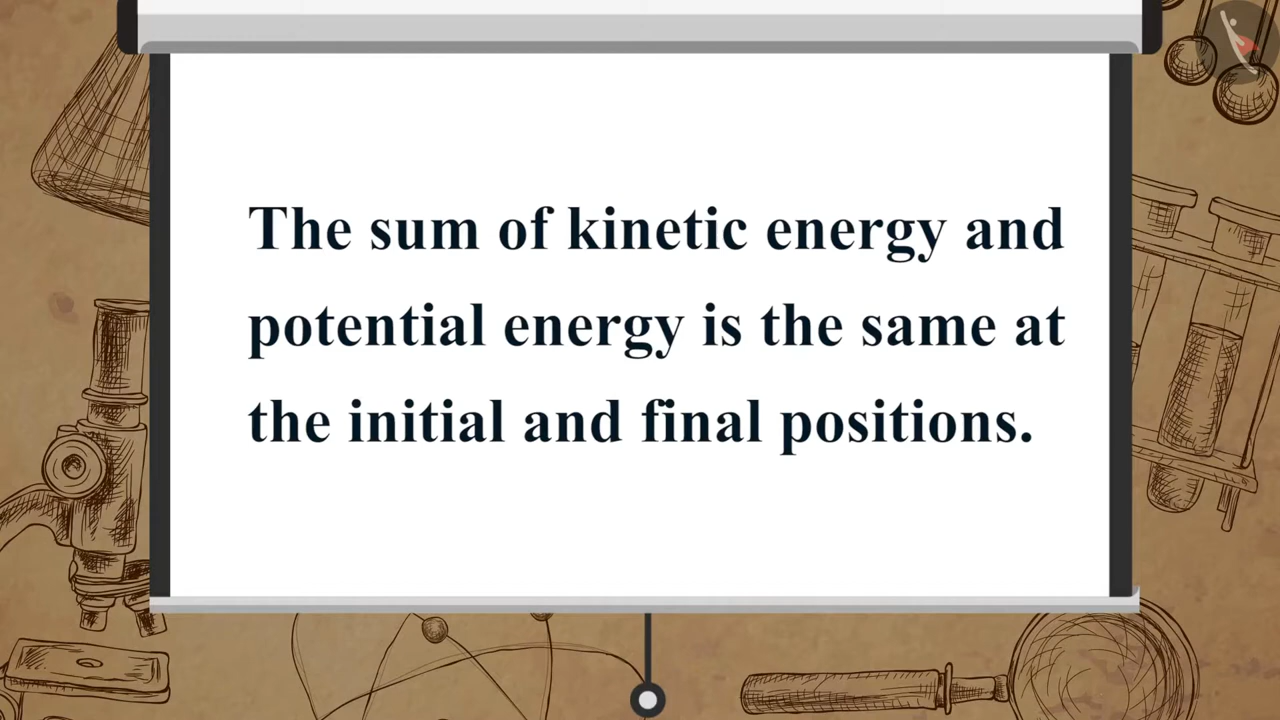 The sum of kinetic energy and
potential energy is the same at
the initial and final positions.